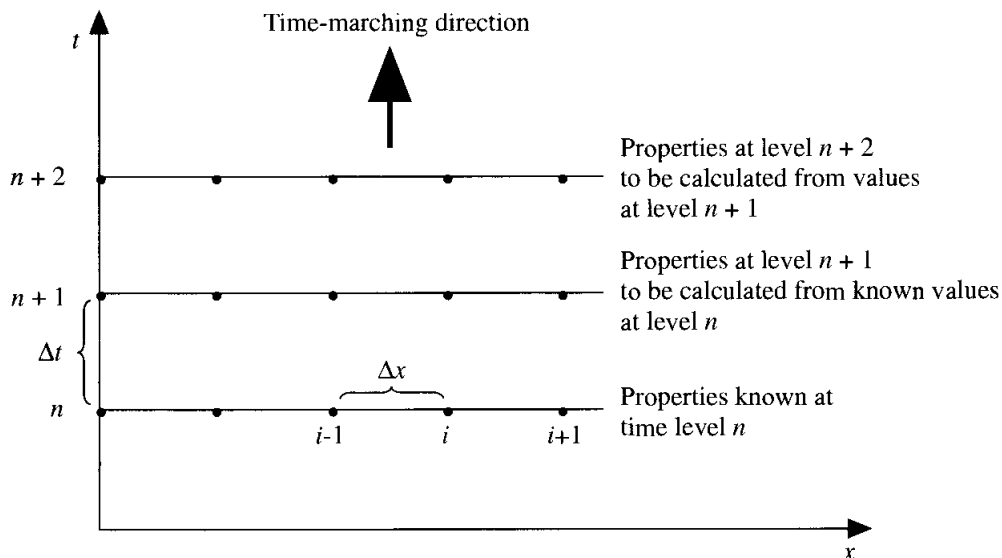 Time-marching direction
t
n + 2
Properties at level n + 2
to be calculated from values
at level n + 1
n + 1
Properties at level n + 1
to be calculated from known values
at level n
Δt
Δx
n
Properties known at
time level n
i-1
i
i+1
x